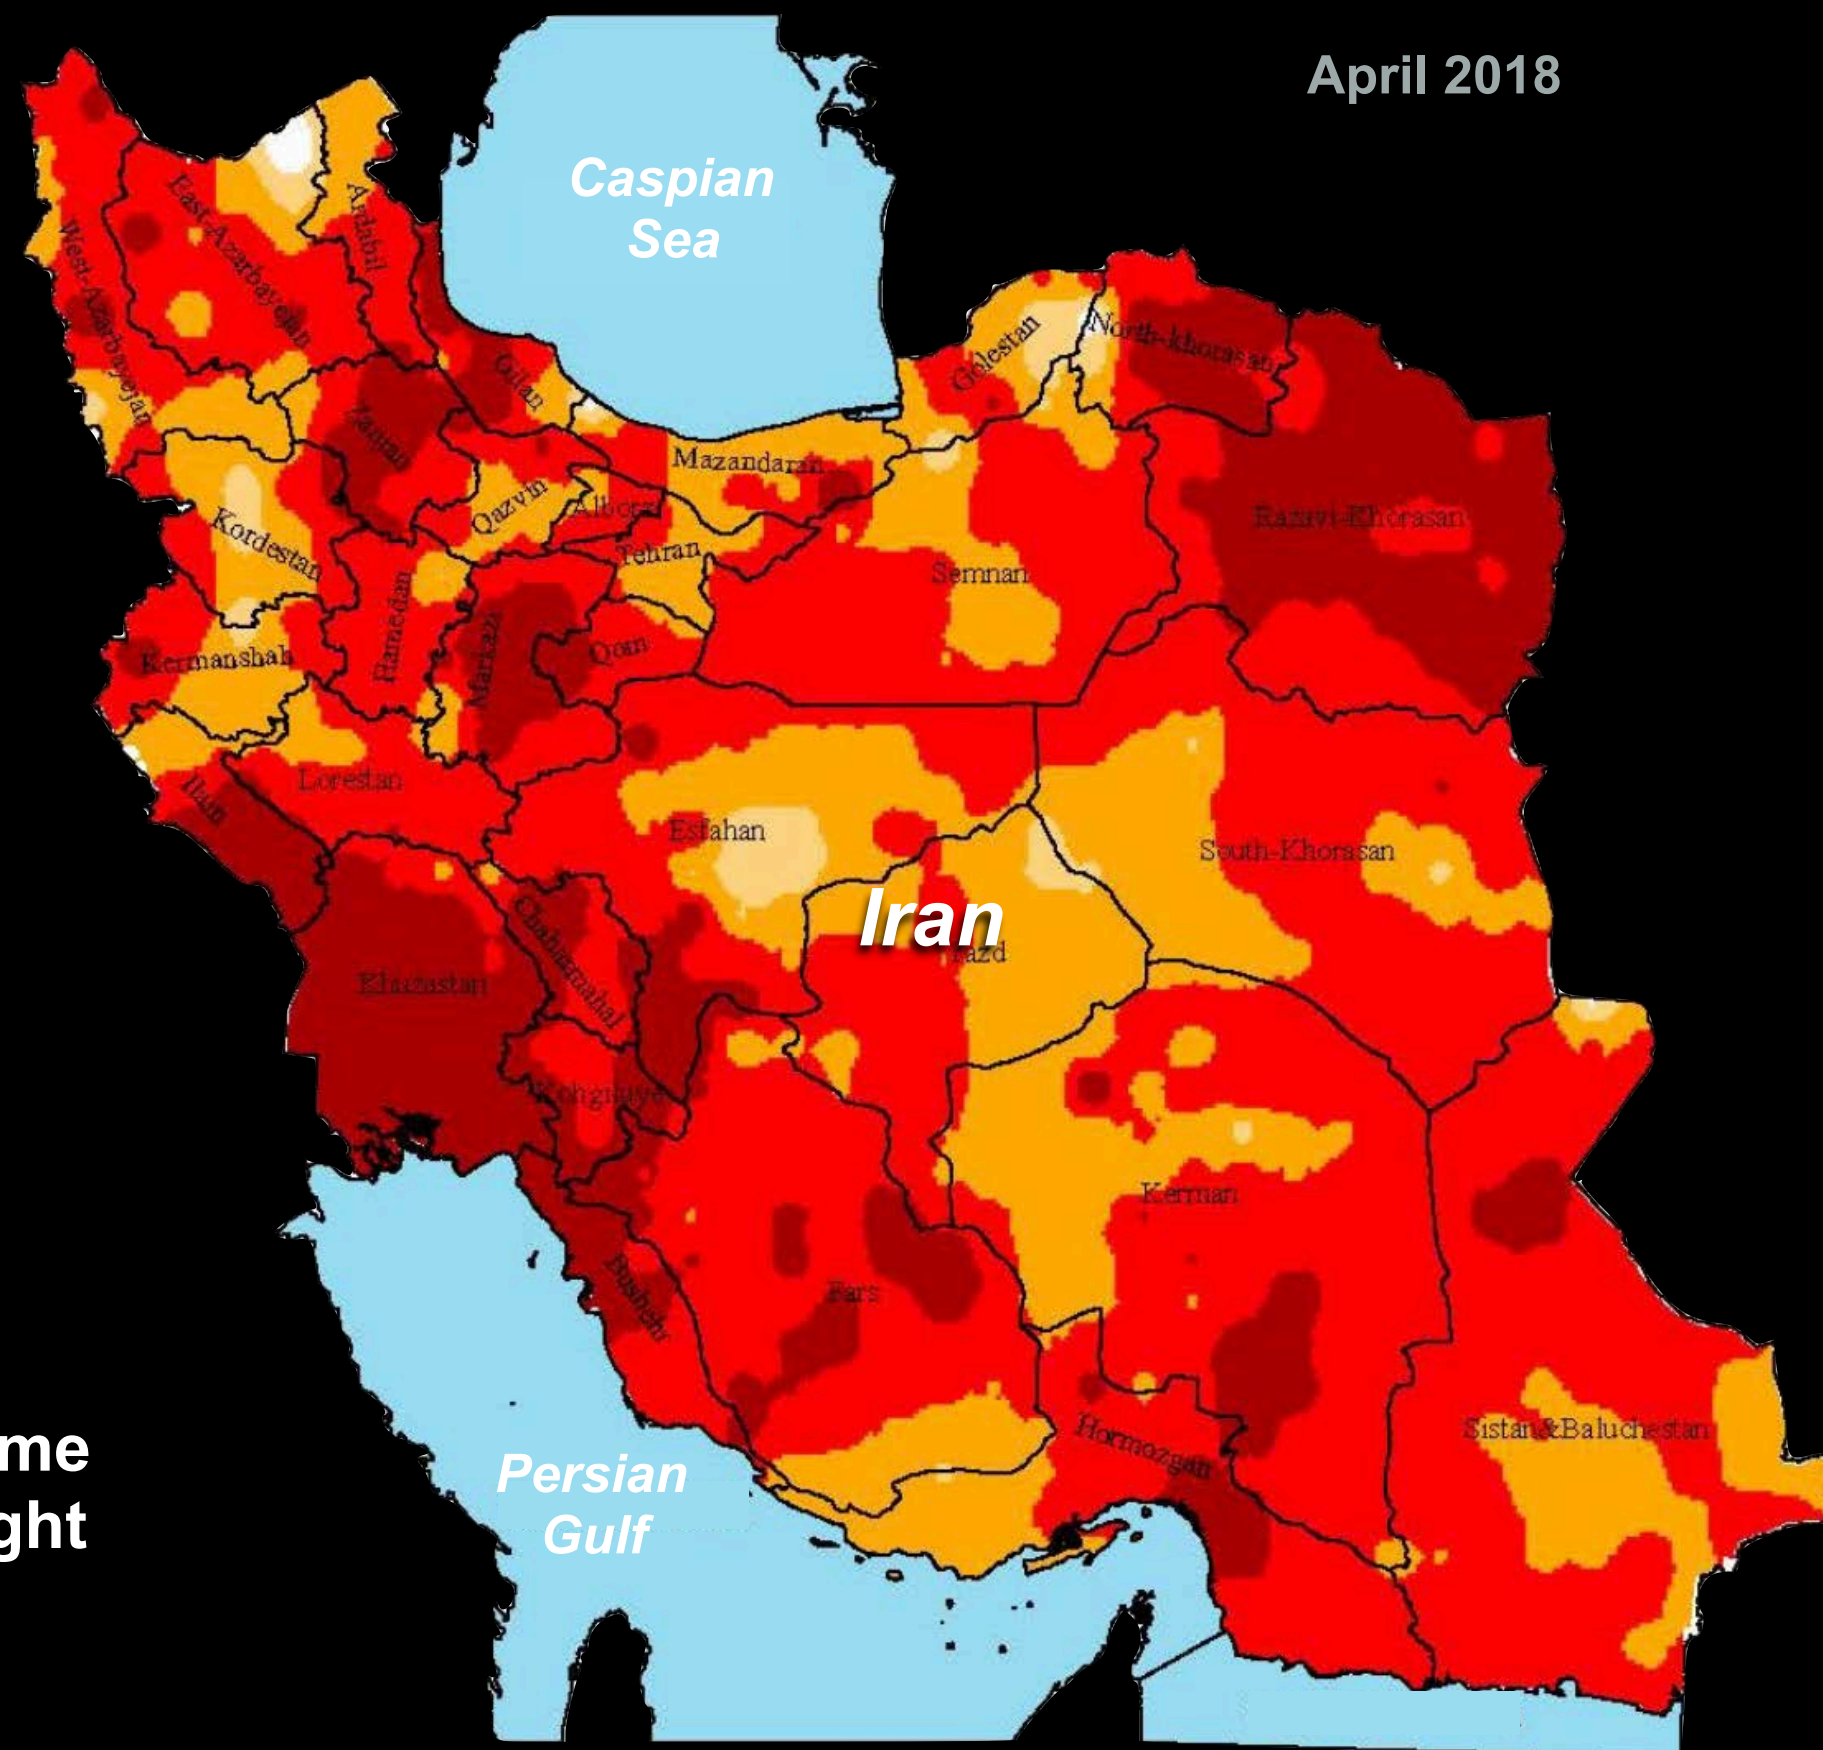 April 2018
Caspian
Sea
East-Azarbayejan
Ardabil
West-Azarbayejan
Golestan
North-khorasan
Gilan
Zanjan
Mazandaran
Qazvin
Alborz
Razavi-Khorasan
Kordestan
Tehran
Semnan
Hamedan
Markazi
Qom
Kermanshah
Lorestan
Ilam
Esfahan
South-Khorasan
Iran
Yazd
Khuzastan
Chaharmahal
Kohgiluye
Kerman
Fars
Bushehr
Sistan&Baluchestan
Hormozgan
me
ght
Persian
Gulf